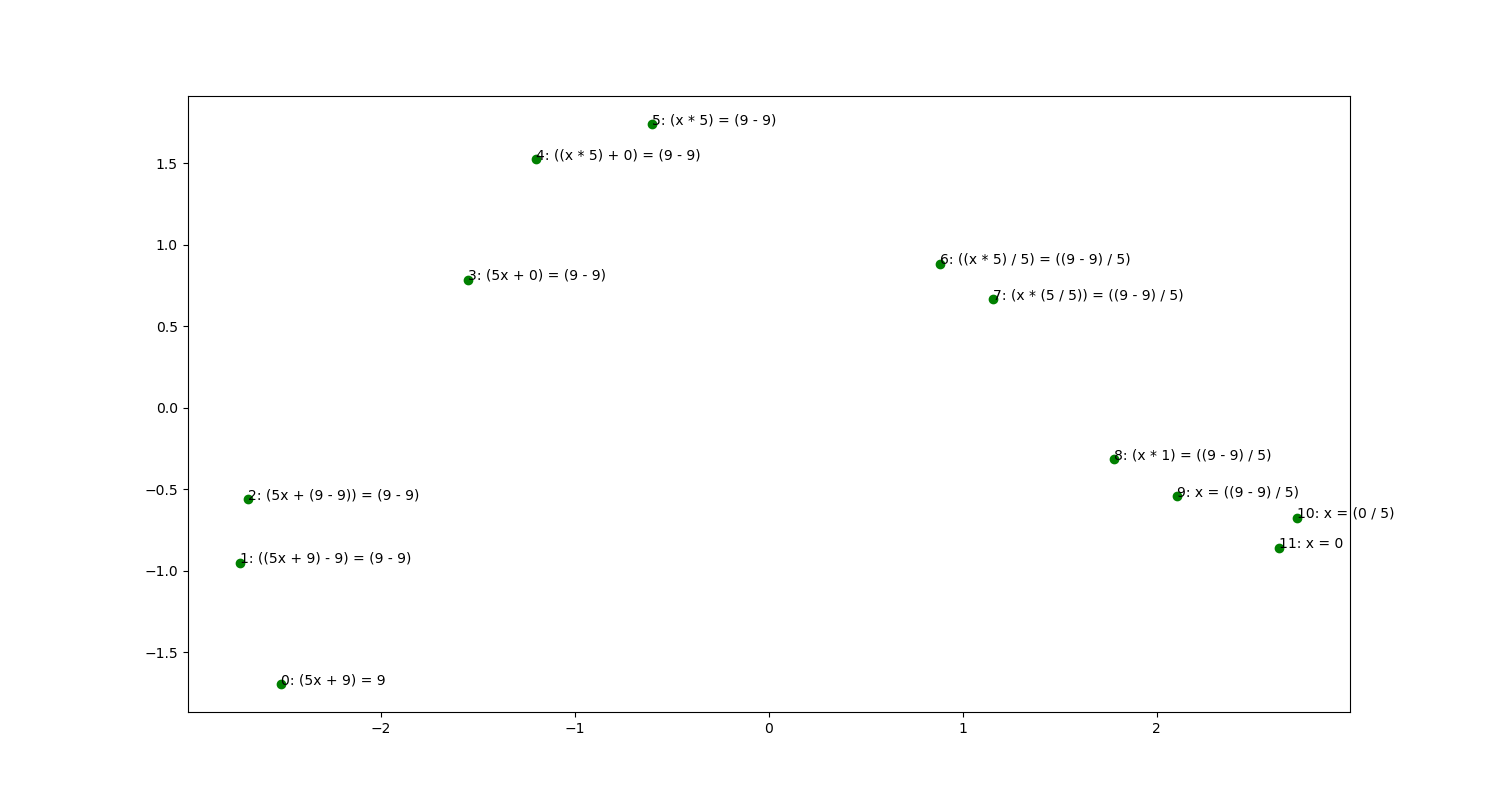 5: (x * 5) = (9 - 9)
4: ((x * 5) + 0) = (9 - 9)
1.5
1.0
6: ((x * 5) / 5) = ((9 - 9) / 5)
3: (5x + 0) = (9 - 9)
7: (x * (5 / 5)) = ((9 - 9) / 5)
0.5
0.0
8: (x * 1) = ((9 - 9) / 5)
−0.5
2: (5x + (9 - 9)) = (9 - 9)
9: x = ((9 - 9) / 5)
10: x = (0 / 5)
11: x = 0
1: ((5x + 9) - 9) = (9 - 9)
−1.0
−1.5
0: (5x + 9) = 9
−2 −1 0 1 2